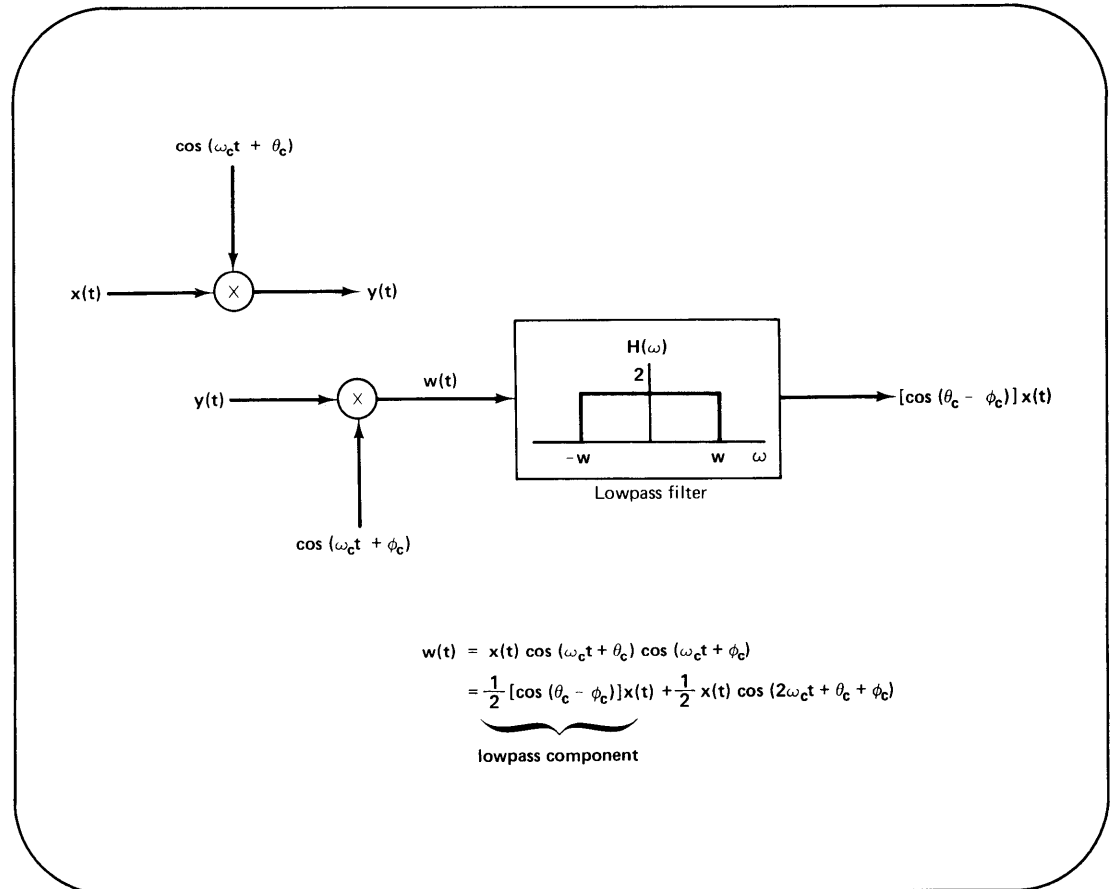 cos (ω_c t + θ_c)
x(t)
×
y(t)
H(ω)
2
w(t)
y(t)
×
[cos (θ_c - φ_c)] x(t)
-w
w
ω
Lowpass filter
cos (ω_c t + φ_c)
w(t) = x(t) cos (ω_c t + θ_c) cos (ω_c t + φ_c)
= 1/2 [cos (θ_c - φ_c)]x(t) + 1/2 x(t) cos (2ω_c t + θ_c + φ_c)
lowpass component